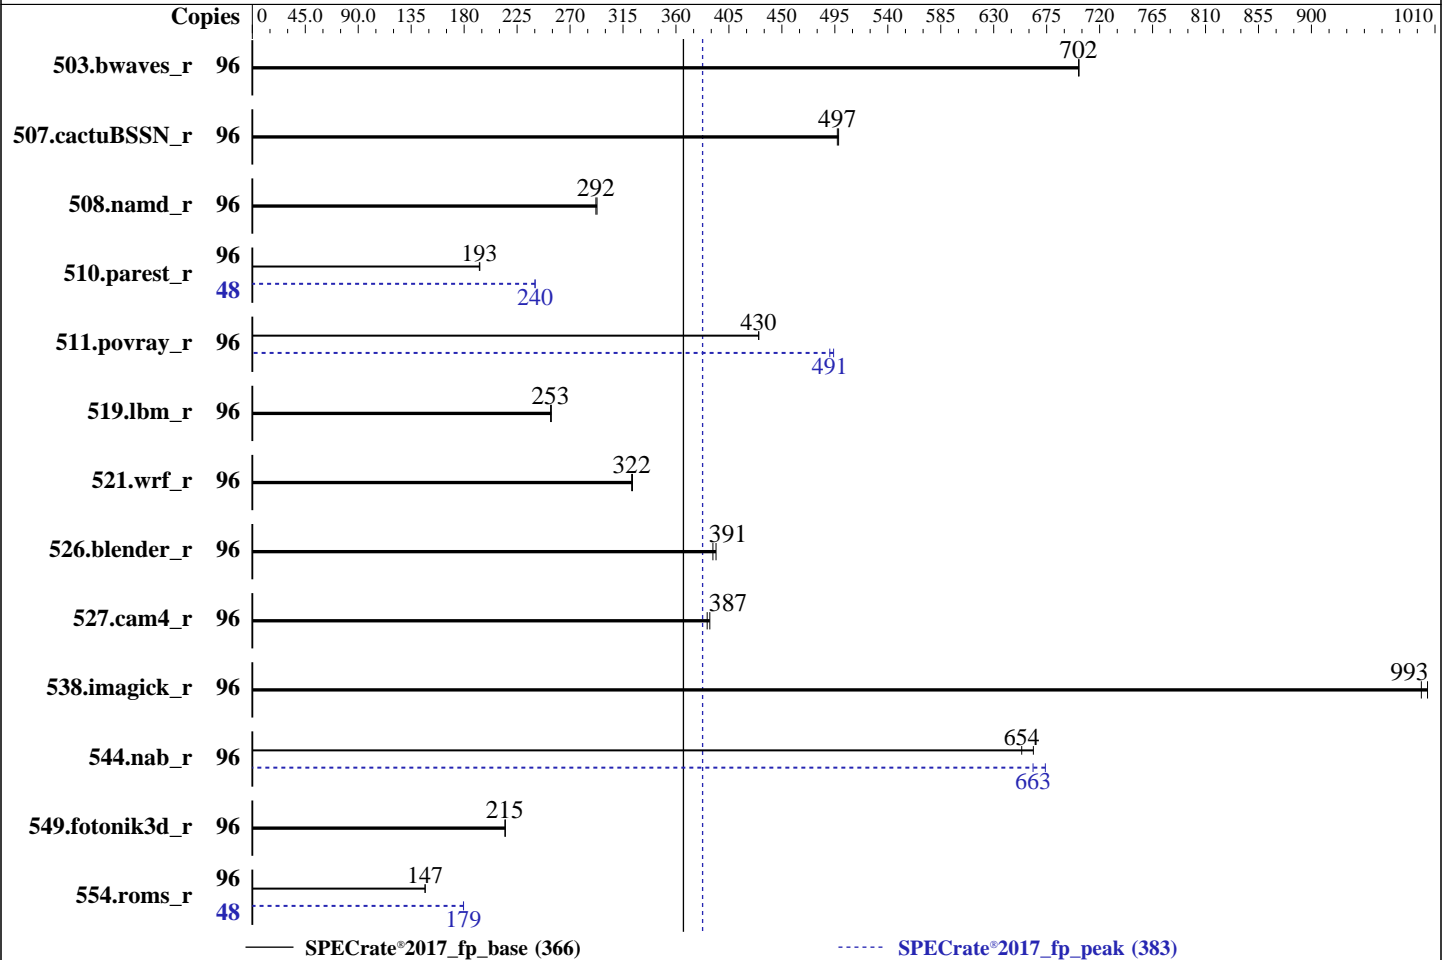 Copies 0 45.0 90.0 135 180 225 270 315 360 405 450 495 540 585 630 675 720 765 810 855 900 1010
503.bwaves_r 96 702
507.cactuBSSN_r 96 497
508.namd_r 96 292
510.parest_r 96 193
48 240
511.povray_r 96 430
491
519.lbm_r 96 253
521.wrf_r 96 322
526.blender_r 96 391
527.cam4_r 96 387
538.imagick_r 96 993
544.nab_r 96 654
663
549.fotonik3d_r 96 215
554.roms_r 96 147
48 179
SPECrate®2017_fp_base (366) SPECrate®2017_fp_peak (383)